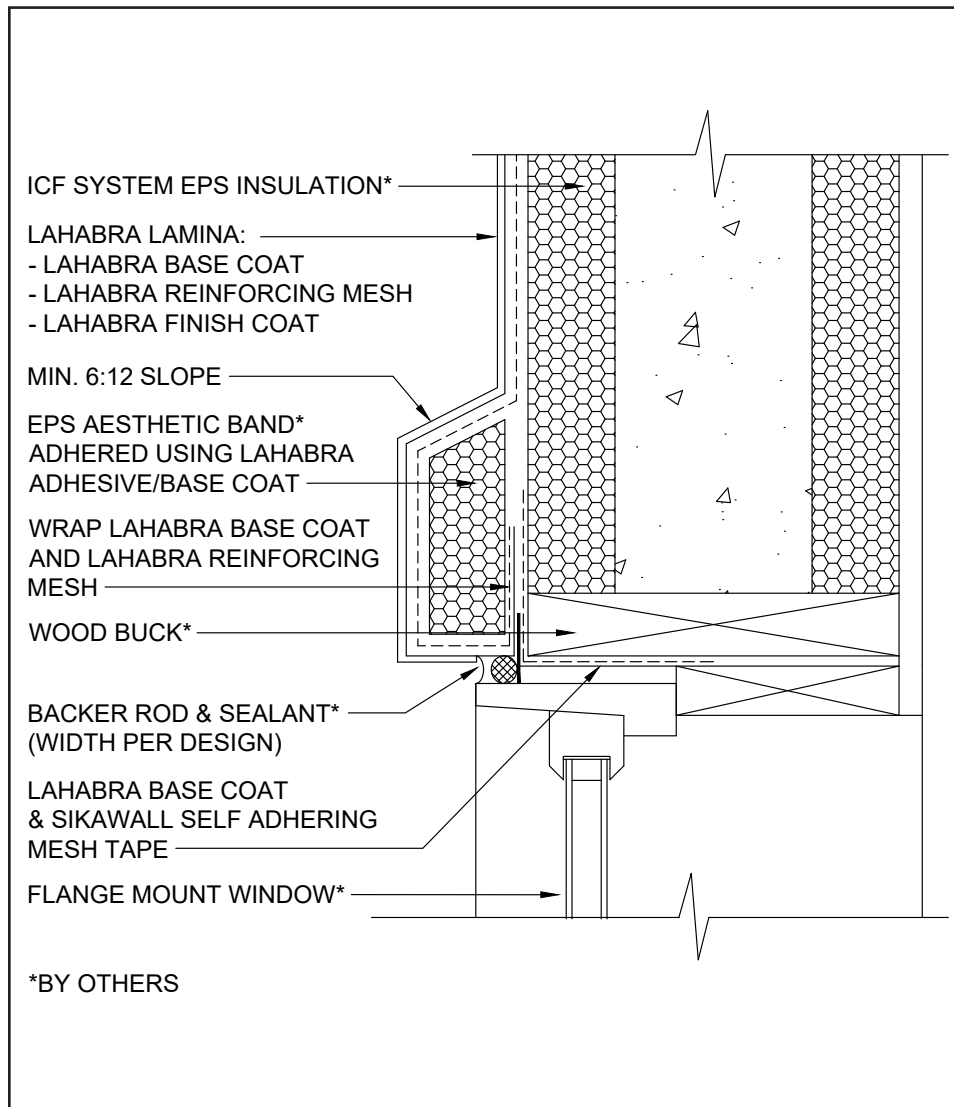 ICF SYSTEM EPS INSULATION*
LAHABRA LAMINA:
- LAHABRA BASE COAT
- LAHABRA REINFORCING MESH
- LAHABRA FINISH COAT
MIN. 6:12 SLOPE
EPS AESTHETIC BAND*
ADHERED USING LAHABRA
ADHESIVE/BASE COAT
WRAP LAHABRA BASE COAT
AND LAHABRA REINFORCING
MESH
WOOD BUCK*
BACKER ROD & SEALANT*
(WIDTH PER DESIGN)
LAHABRA BASE COAT
& SIKAWALL SELF ADHERING
MESH TAPE
FLANGE MOUNT WINDOW*
*BY OTHERS